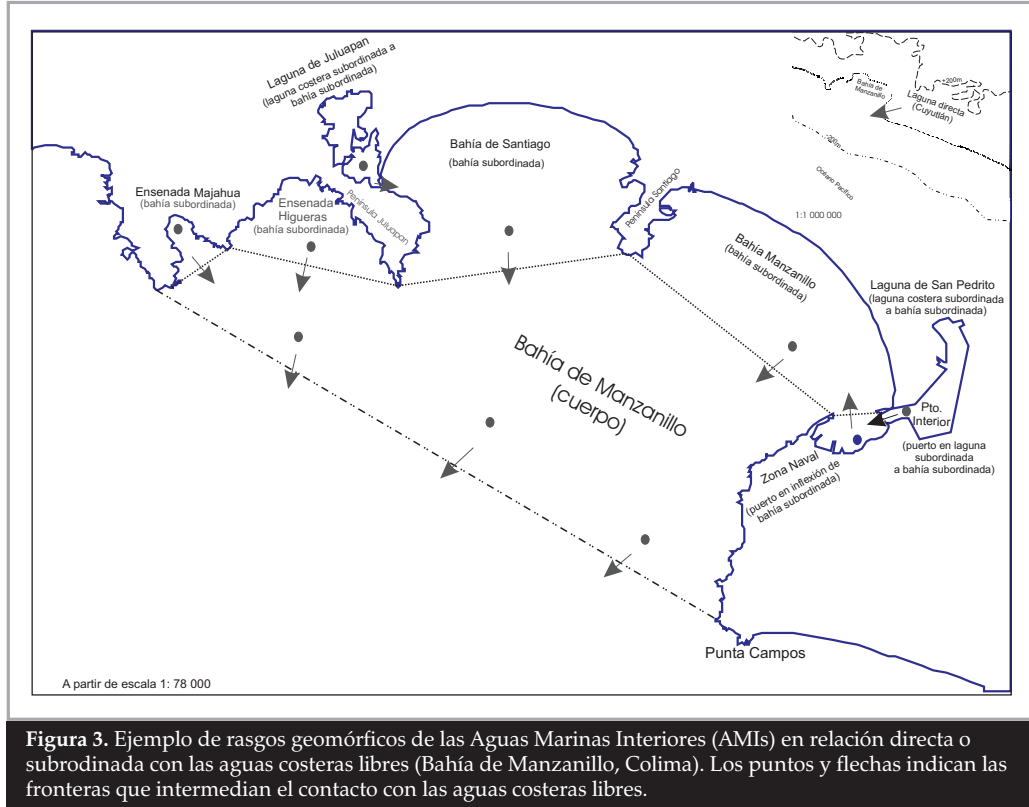 Laguna de Juluapan
(laguna costera subordinada a
bahía subordinada)
Bahía de Santiago
(bahía subordinada)
Ensenada Majahua
(bahía subordinada)
Ensenada
Higueras
(bahía subordinada)
Península Juluapan
Península Santiago
Bahía Manzanillo
(bahía subordinada)
+200m
Bahía de
Manzanillo
Laguna directa
(Cuyutlán)
-200m
Océano Pacífico
1:1 000 000
Laguna de San Pedrito
(laguna costera subordinada
a bahía subordinada)
Bahía de Manzanillo
(cuerpo)
Pto.
Interior
(puerto en laguna
subordinada
a bahía subordinada)
Zona Naval
(puerto en inflexión de
bahía subordinada)
Punta Campos
A partir de escala 1: 78 000
Figura 3. Ejemplo de rasgos geomórficos de las Aguas Marinas Interiores (AMIs) en relación directa o
subrodinada con las aguas costeras libres (Bahía de Manzanillo, Colima). Los puntos y flechas indican las
fronteras que intermedian el contacto con las aguas costeras libres.